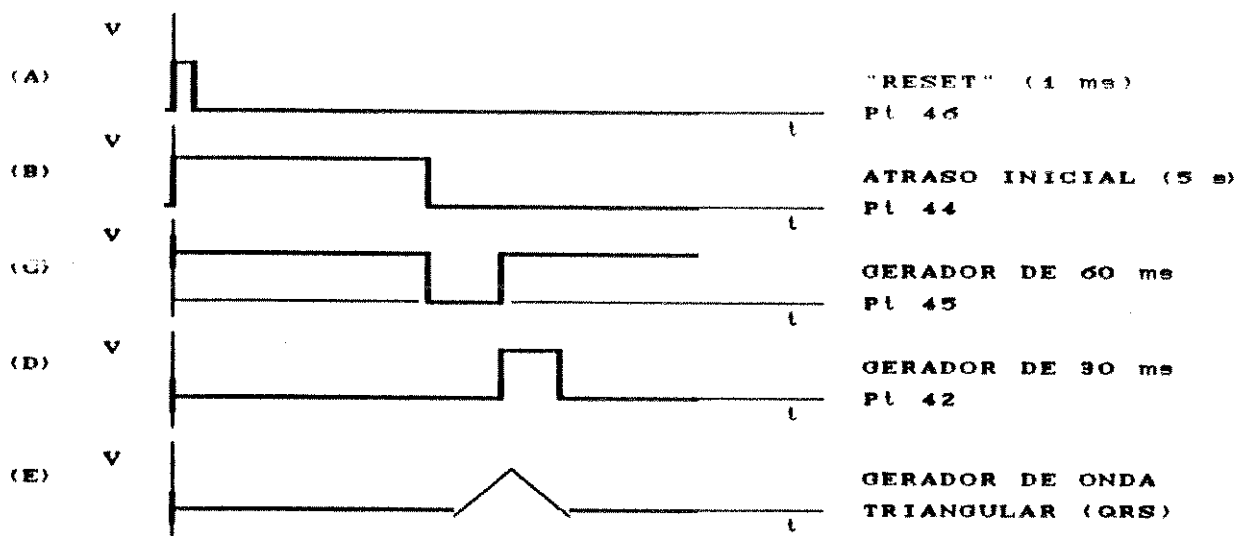 V
(A)
"RESET" (1 ms)
Pt 46
t
V
(B)
ATRASO INICIAL (5 s)
Pt 44
t
V
(C)
GERADOR DE 60 ms
Pt 45
t
V
(D)
GERADOR DE 30 ms
Pt 42
t
V
(E)
GERADOR DE ONDA
TRIANGULAR (QRS)
t